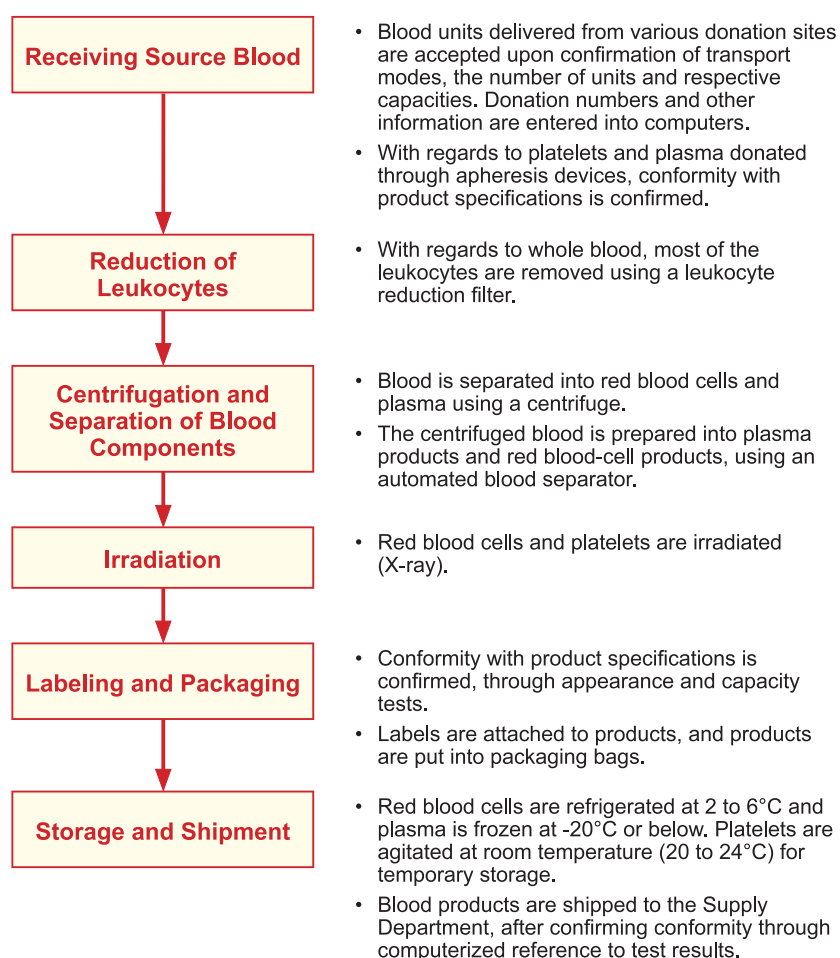 Receiving Source Blood
• Blood units delivered from various donation sites
are accepted upon confirmation of transport
modes, the number of units and respective
capacities. Donation numbers and other
information are entered into computers.
• With regards to platelets and plasma donated
through apheresis devices, conformity with
product specifications is confirmed.
Reduction of
Leukocytes
• With regards to whole blood, most of the
leukocytes are removed using a leukocyte
reduction filter.
Centrifugation and
Separation of Blood
Components
• Blood is separated into red blood cells and
plasma using a centrifuge.
• The centrifuged blood is prepared into plasma
products and red blood-cell products, using an
automated blood separator.
Irradiation
• Red blood cells and platelets are irradiated
(X-ray).
Labeling and Packaging
• Conformity with product specifications is
confirmed, through appearance and capacity
tests.
• Labels are attached to products, and products
are put into packaging bags.
Storage and Shipment
• Red blood cells are refrigerated at 2 to 6°C and
plasma is frozen at -20°C or below. Platelets are
agitated at room temperature (20 to 24°C) for
temporary storage.
• Blood products are shipped to the Supply
Department, after confirming conformity through
computerized reference to test results.